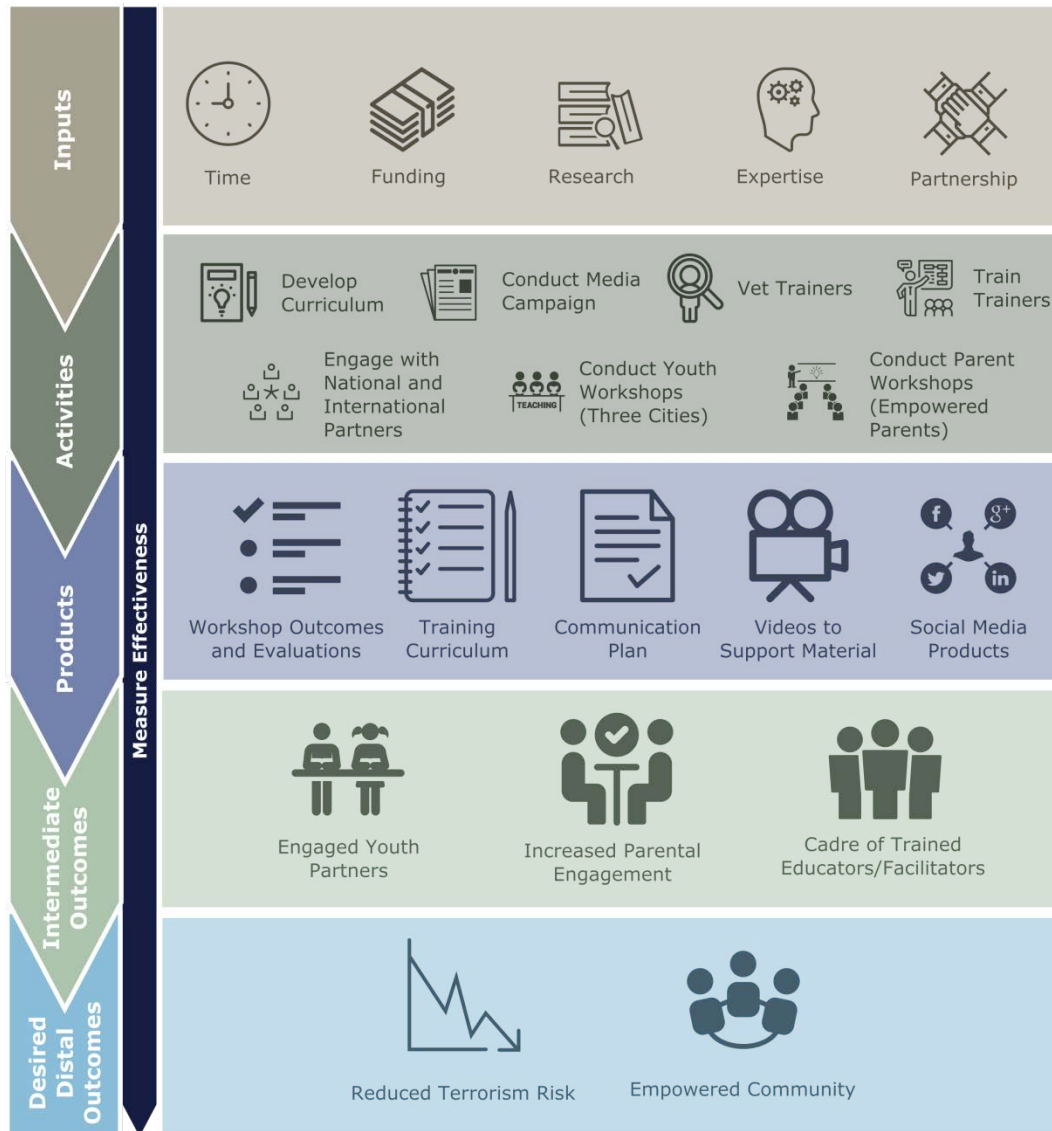 Inputs
Time
Funding
Research
Expertise
Partnership
Activities
Develop
Curriculum
Conduct Media
Campaign
Vet Trainers
Train
Trainers
Engage with
National and
International
Partners
TEACHING
Conduct Youth
Workshops
(Three Cities)
Conduct Parent
Workshops
(Empowered
Parents)
Measure Effectiveness
Products
Workshop Outcomes
and Evaluations
Training
Curriculum
Communication
Plan
Videos to
Support Material
f
g+
in
Social Media
Products
Intermediate
Outcomes
Engaged Youth
Partners
Increased Parental
Engagement
Cadre of Trained
Educators/Facilitators
Desired
Distal
Outcomes
Reduced Terrorism Risk
Empowered Community